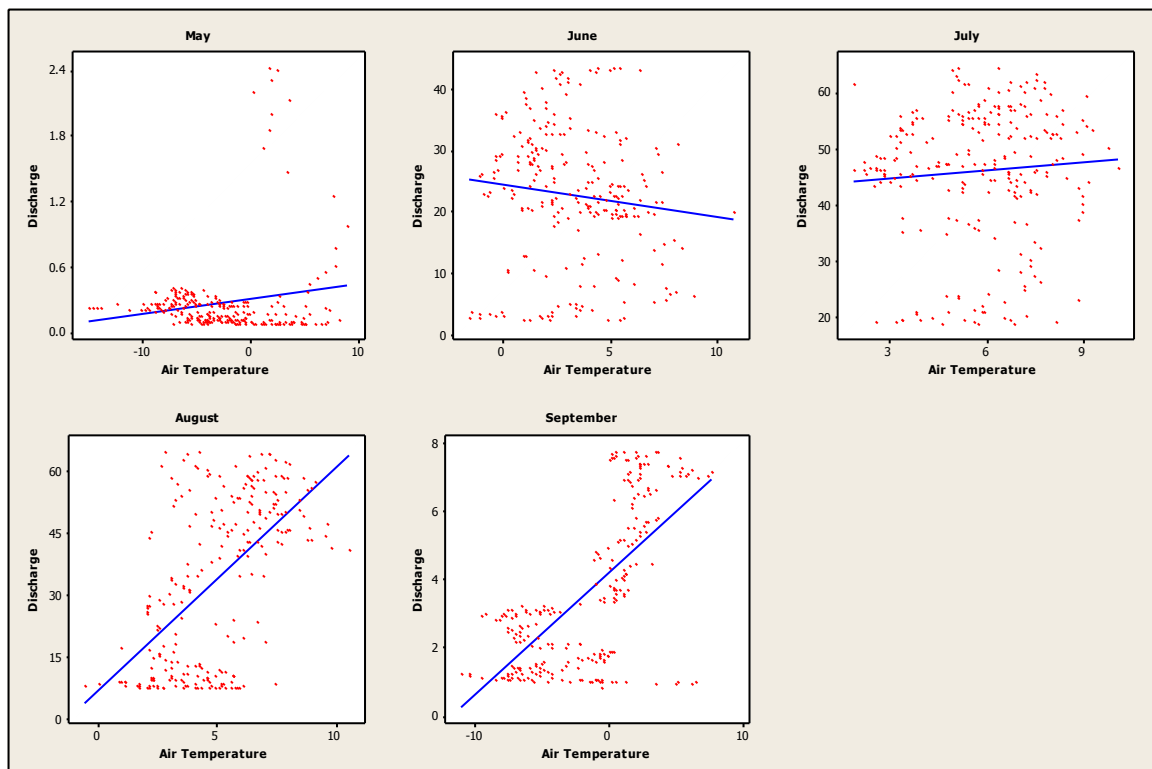 May
2.4
1.8
1.2
0.6
0.0
-10 0 10
Discharge
Air Temperature
June
40
30
20
10
0
0 5 10
Discharge
Air Temperature
July
60
50
40
30
20
3 6 9
Discharge
Air Temperature
August
60
45
30
15
0
0 5 10
Discharge
Air Temperature
September
8
6
4
2
0
-10 0 10
Discharge
Air Temperature